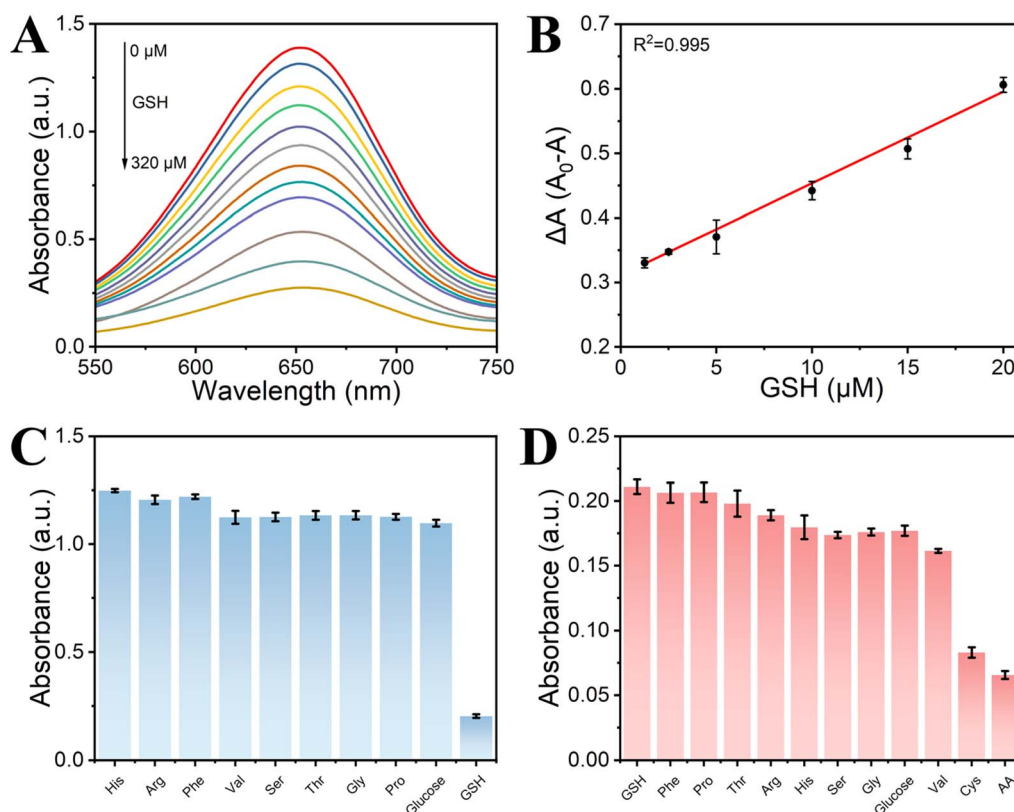 A
0 μM
GSH
320 μM
1.5
1.0
0.5
0.0
Absorbance (a.u.)
550
600
650
700
750
Wavelength (nm)
B
R²=0.995
0.7
0.6
0.5
0.4
0.3
0.2
ΔA (A₀-A)
0
5
10
15
20
GSH (μM)
C
1.5
1.0
0.5
0.0
Absorbance (a.u.)
His
Arg
Phe
Val
Ser
Thr
Gly
Pro
Glucose
GSH
D
0.25
0.20
0.15
0.10
0.05
0.00
Absorbance (a.u.)
GSH
Phe
Pro
Thr
Arg
His
Ser
Gly
Glucose
Val
Cys
AA